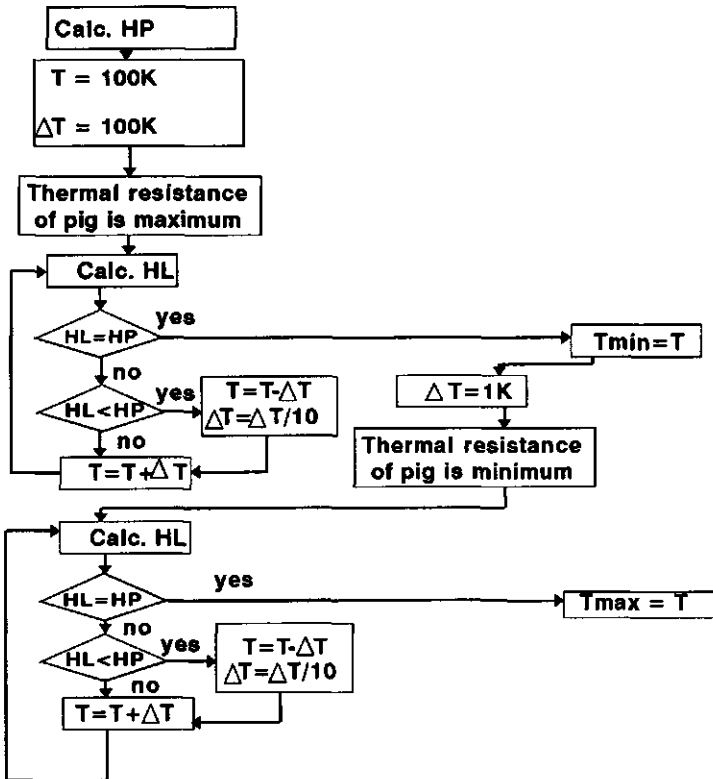 Calc. HP
T = 100K
ΔT = 100K
Thermal resistance
of pig is maximum
Calc. HL
yes
HL=HP
Tmin=T
no
HL<HP
yes
T=T-ΔT
ΔT=ΔT/10
ΔT=1K
no
T=T+ΔT
Thermal resistance
of pig is minimum
Calc. HL
yes
HL=HP
Tmax = T
no
HL<HP
yes
T=T-ΔT
ΔT=ΔT/10
no
T=T+ΔT